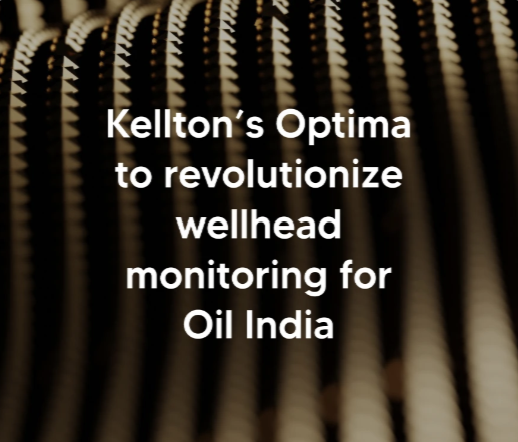 Kellton's Optima
to revolutionize
wellhead
monitoring for
Oil India